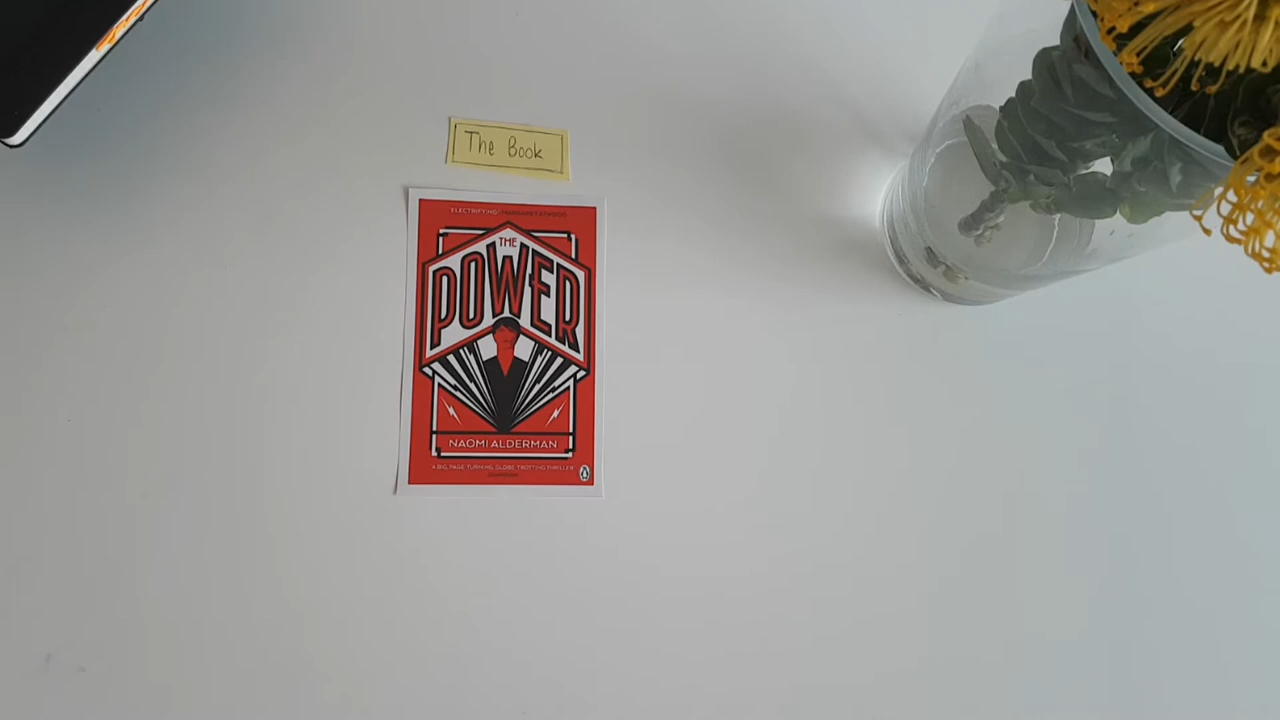 The Book
'ELECTRIFYING' MARGARET ATWOOD
THE
POWER
NAOMI ALDERMAN
A BIG, PAGE-TURNING, GLOBE-TROTTING THRILLER